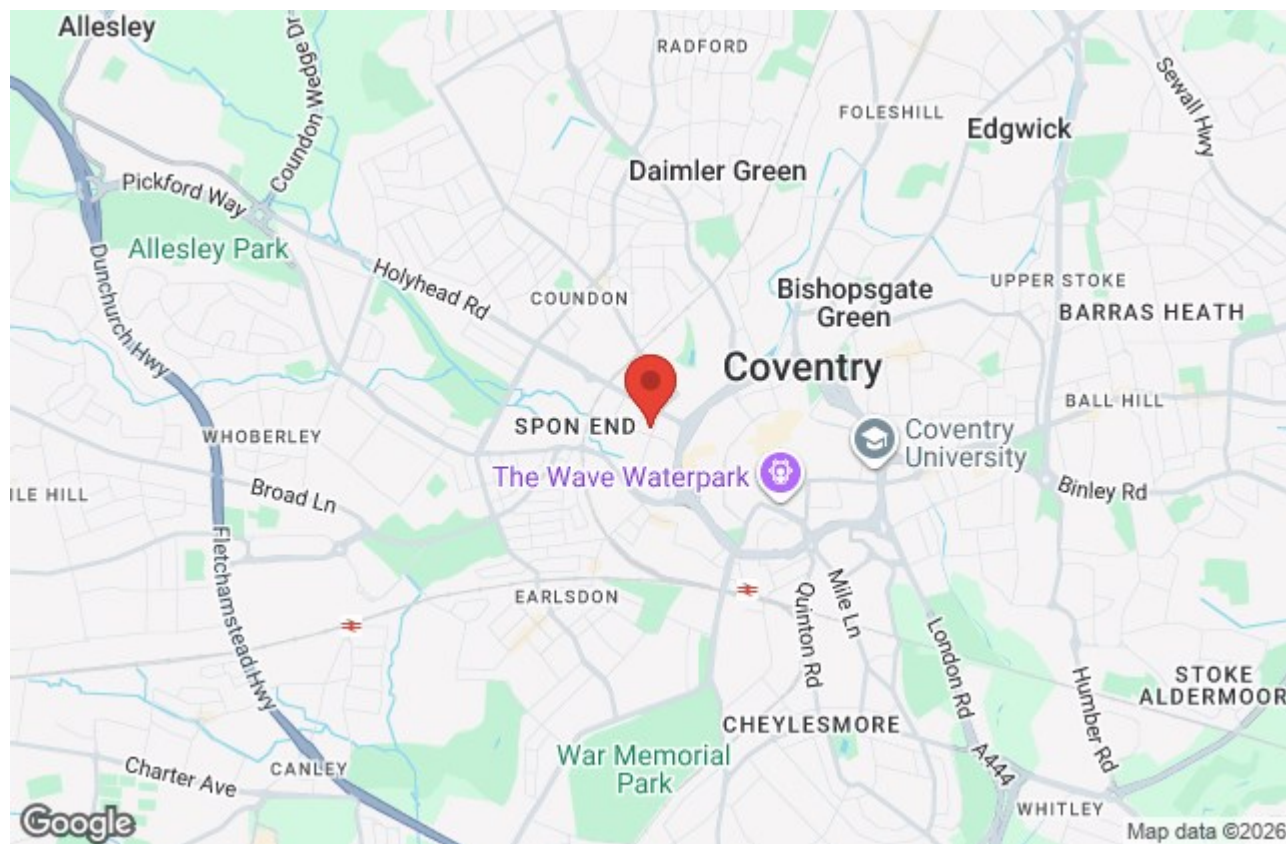 Allesley
Coundon Wedge Dr
RADFORD
Sewall Hwy
FOLESHILL
Edgwick
Daimler Green
Pickford Way
Allesley Park
Dunchurch Hwy
Holyhead Rd
COUNDON
Bishopsgate
Green
UPPER STOKE
BARRAS HEATH
Coventry
SPON END
BALL HILL
WHOBERLEY
Coventry
University
The Wave Waterpark
ILE HILL
Broad Ln
Binley Rd
Fletchamstead Hwy
EARLSDON
Mile Ln
Quinton Rd
London Rd
STOKE
ALDERMOOR
Humber Rd
CHEYLESMORE
War Memorial
Park
A444
CANLEY
Charter Ave
WHITLEY
Google
Map data ©2026